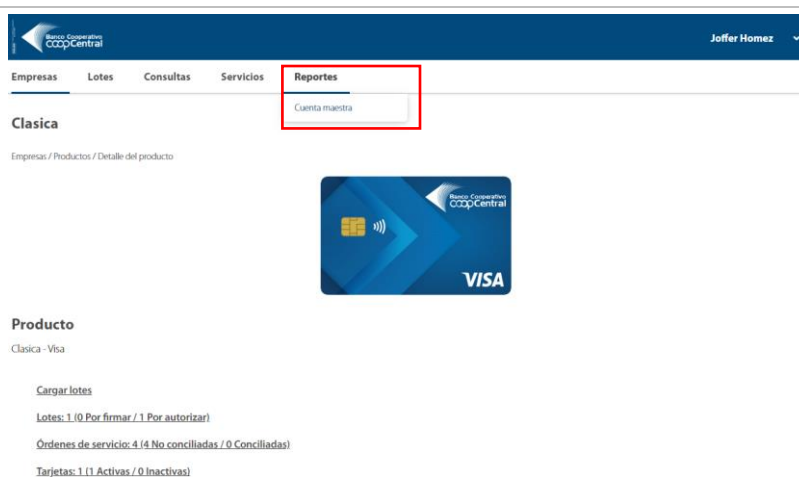 Banco Cooperativo
COOPCentral
Joffer Homez
Empresas Lotes Consultas Servicios Reportes
Cuenta maestra
Clasica
Empresas / Productos / Detalle del producto
Banco Cooperativo
COOPCentral
VISA
Producto
Clasica - Visa
Cargar lotes
Lotes: 1 (0 Por firmar / 1 Por autorizar)
Órdenes de servicio: 4 (4 No conciliadas / 0 Conciliadas)
Tarjetas: 1 (1 Activas / 0 Inactivas)